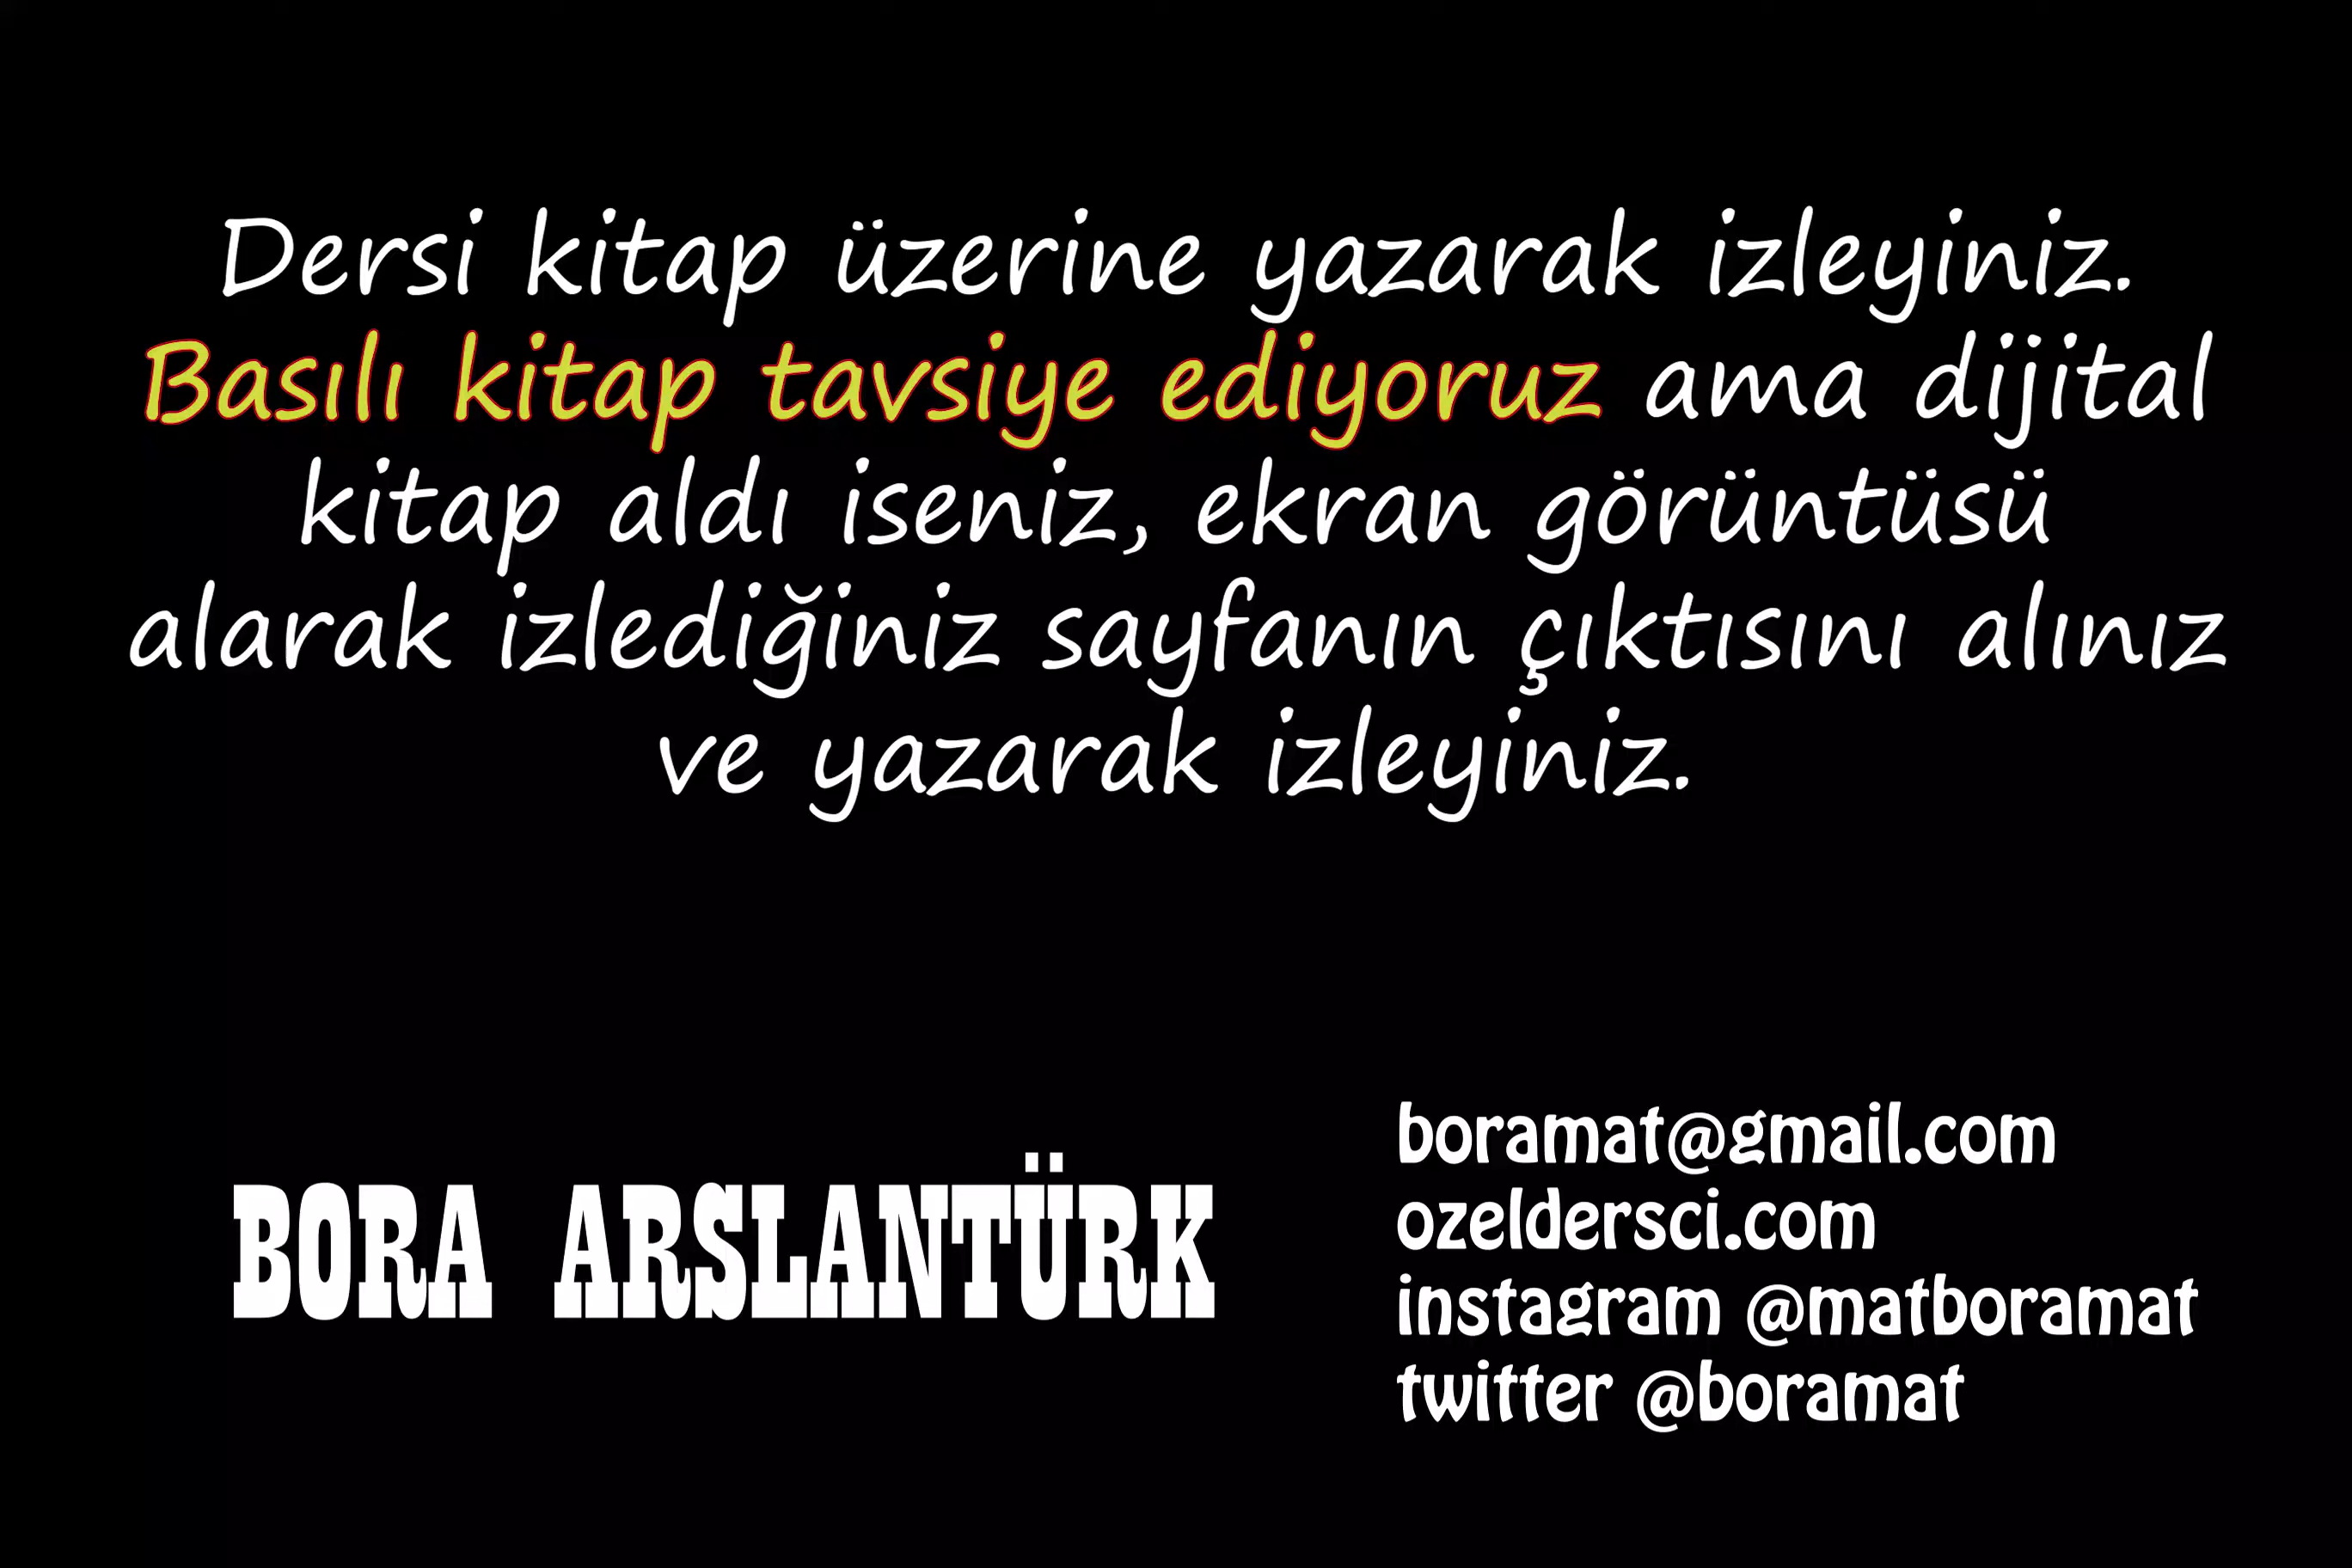 Dersi kitap üzerine yazarak izleyiniz.
Basılı kitap tavsiye ediyoruz ama dijital
kitap aldı iseniz, ekran görüntüsü
alarak izlediğiniz sayfanın çıktısını alınız
ve yazarak izleyiniz.
BORA ARSLANTÜRK
boramat@gmail.com
ozeldersci.com
instagram @matboramat
twitter @boramat